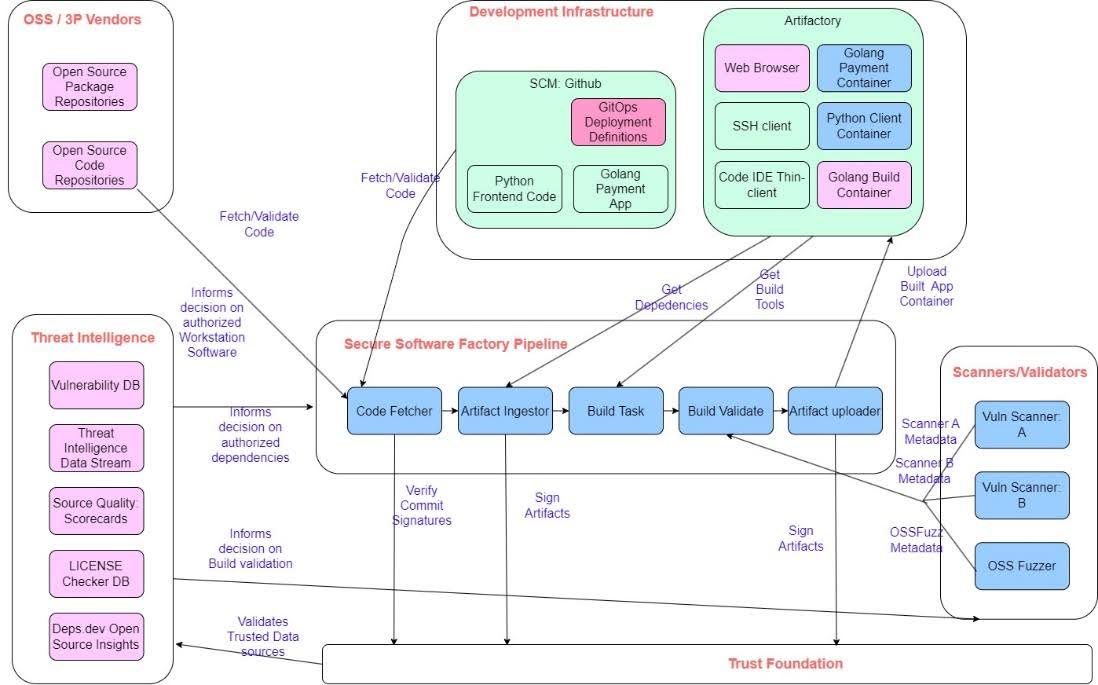 OSS / 3P Vendors
Open Source
Package
Repositories
Open Source
Code
Repositories
Development Infrastructure
SCM: Github
GitOps
Deployment
Definitions
Python
Frontend Code
Golang
Payment
App
Artifactory
Web Browser
Golang
Payment
Container
SSH client
Python Client
Container
Code IDE Thin-
client
Golang Build
Container
Fetch/Validate
Code
Fetch/Validate
Code
Get
Depedencies
Get
Build
Tools
Upload
Built App
Container
Informs
decision on
authorized
Workstation
Software
Threat Intelligence
Vulnerability DB
Threat
Intelligence
Data Stream
Source Quality:
Scorecards
LICENSE
Checker DB
Deps.dev Open
Source Insights
Informs
decision on
authorized
dependencies
Informs
decision on
Build validation
Validates
Trusted Data
sources
Secure Software Factory Pipeline
Code Fetcher
Artifact Ingestor
Build Task
Build Validate
Artifact uploader
Verify
Commit
Signatures
Sign
Artifacts
Sign
Artifacts
Scanners/Validators
Vuln Scanner:
A
Vuln Scanner:
B
OSS Fuzzer
Scanner A
Metadata
Scanner B
Metadata
OSSFuzz
Metadata
Trust Foundation